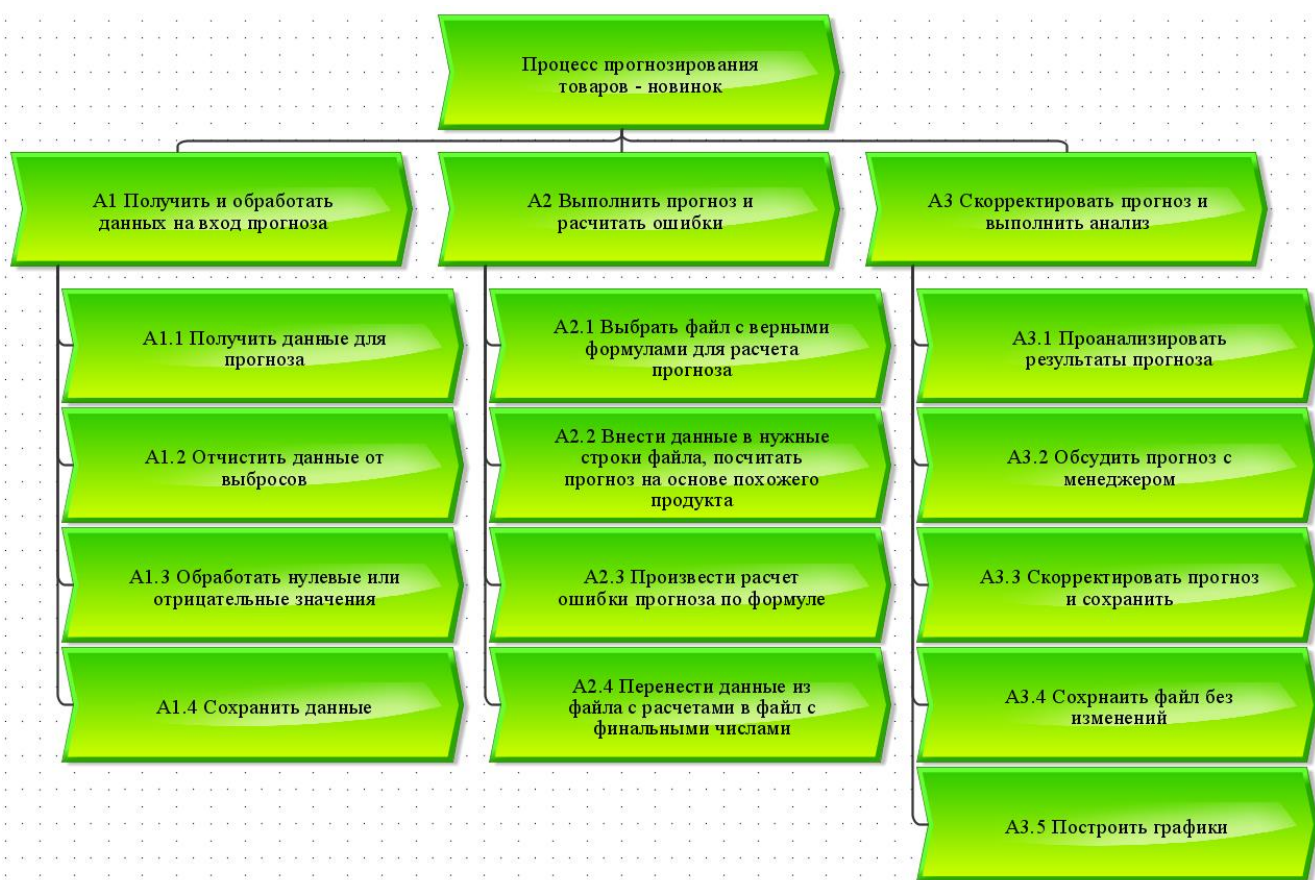 Процесс прогнозирования
товаров - новинок
А1 Получить и обработать
данных на вход прогноза
А2 Выполнить прогноз и
расчитать ошибки
А3 Скорректировать прогноз и
выполнить анализ
А1.1 Получить данные для
прогноза
А1.2 Отчистить данные от
выбросов
А1.3 Обработать нулевые или
отрицательные значения
А1.4 Сохранить данные
А2.1 Выбрать файл с верными
формулами для расчета
прогноза
А2.2 Внести данные в нужные
строки файла, посчитать
прогноз на основе похожего
продукта
А2.3 Произвести расчет
ошибки прогноза по формуле
А2.4 Перенести данные из
файла с расчетами в файл с
финальными числами
А3.1 Проанализировать
результаты прогноза
А3.2 Обсудить прогноз с
менеджером
А3.3 Скорректировать прогноз
и сохранить
А3.4 Сохрнаить файл без
изменений
А3.5 Построить графики